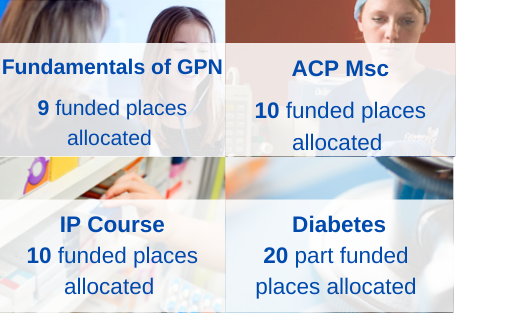 Fundamentals of GPN
9 funded places
allocated
ACP Msc
10 funded places
allocated
IP Course
10 funded places
allocated
Diabetes
20 part funded
places allocated